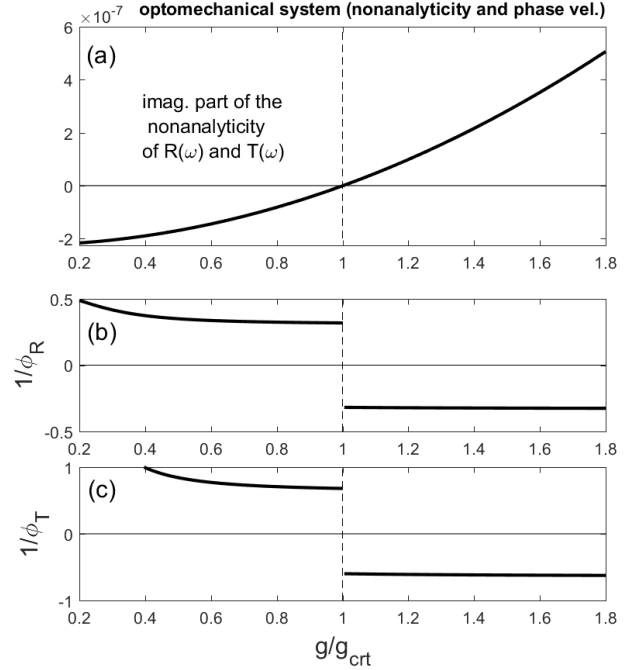 optomechanical system (nonanalyticity and phase vel.)
×10⁻⁷
6
4
2
0
-2
(a)
imag. part of the
nonanalyticity
of R(ω) and T(ω)
0.2 0.4 0.6 0.8 1 1.2 1.4 1.6 1.8
0.5
0
-0.5
1/ϕ_R
(b)
0.2 0.4 0.6 0.8 1 1.2 1.4 1.6 1.8
1
0
-1
1/ϕ_T
(c)
0.2 0.4 0.6 0.8 1 1.2 1.4 1.6 1.8
g/g_crt